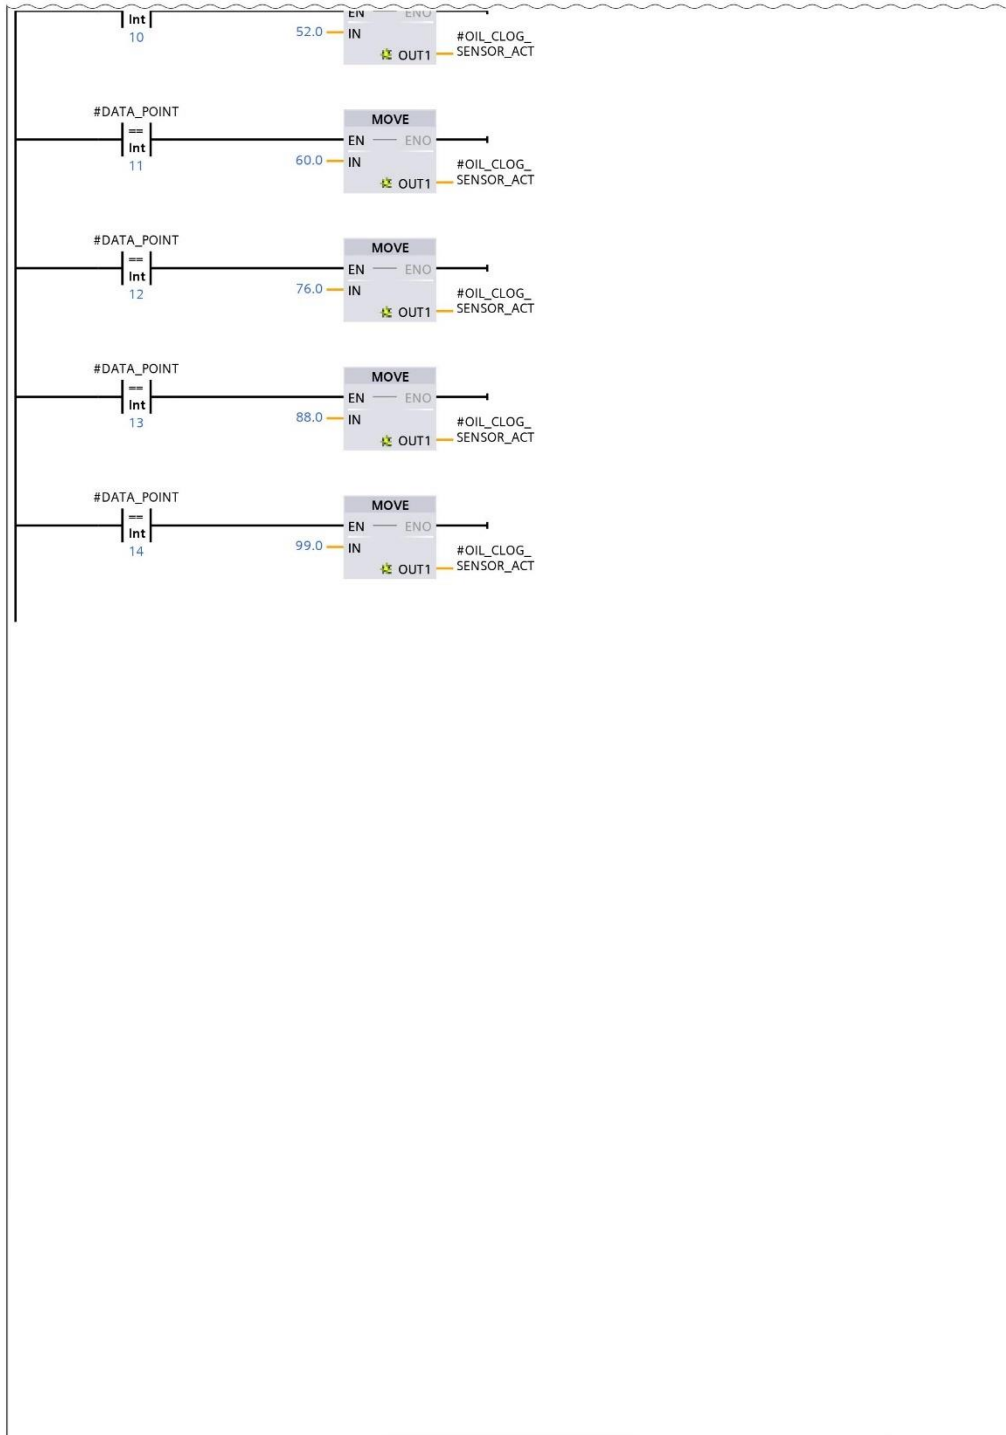 EN ENO
Int
10
52.0 IN
#OIL_CLOG_
OUT1 SENSOR_ACT
#DATA_POINT
MOVE
==
EN ENO
Int
11
60.0 IN
#OIL_CLOG_
OUT1 SENSOR_ACT
#DATA_POINT
MOVE
==
EN ENO
Int
12
76.0 IN
#OIL_CLOG_
OUT1 SENSOR_ACT
#DATA_POINT
MOVE
==
EN ENO
Int
13
88.0 IN
#OIL_CLOG_
OUT1 SENSOR_ACT
#DATA_POINT
MOVE
==
EN ENO
Int
14
99.0 IN
#OIL_CLOG_
OUT1 SENSOR_ACT